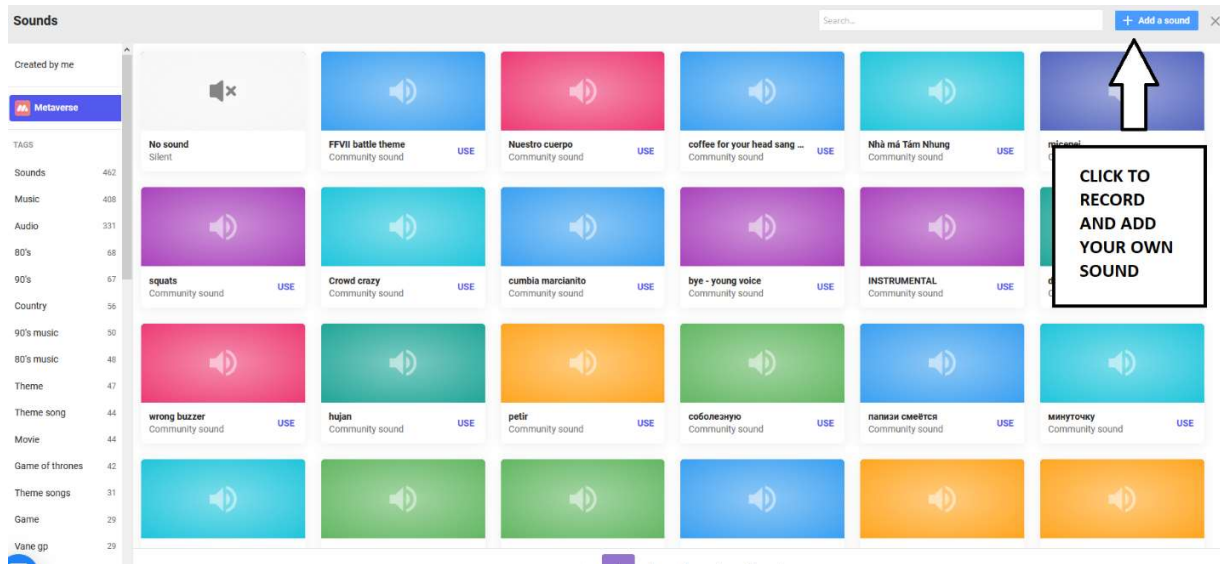 Sounds
Search...
+ Add a sound
Created by me
Metaverse
TAGS
Sounds 462
Music 408
Audio 331
80's 68
90's 67
Country 56
90's music 50
80's music 48
Theme 47
Theme song 44
Movie 44
Game of thrones 42
Theme songs 31
Game 29
Vane gp 29
No sound
Silent
FFVII battle theme
Community sound
USE
Nuestro cuerpo
Community sound
USE
coffee for your head sang ...
Community sound
USE
Nhà má Tám Nhung
Community sound
USE
CLICK TO
RECORD
AND ADD
YOUR OWN
SOUND
squats
Community sound
USE
Crowd crazy
Community sound
USE
cumbia marcianito
Community sound
USE
bye - young voice
Community sound
USE
INSTRUMENTAL
Community sound
USE
wrong buzzer
Community sound
USE
hujan
Community sound
USE
petir
Community sound
USE
соболезную
Community sound
USE
папизи смеётся
Community sound
USE
минуточку
Community sound
USE